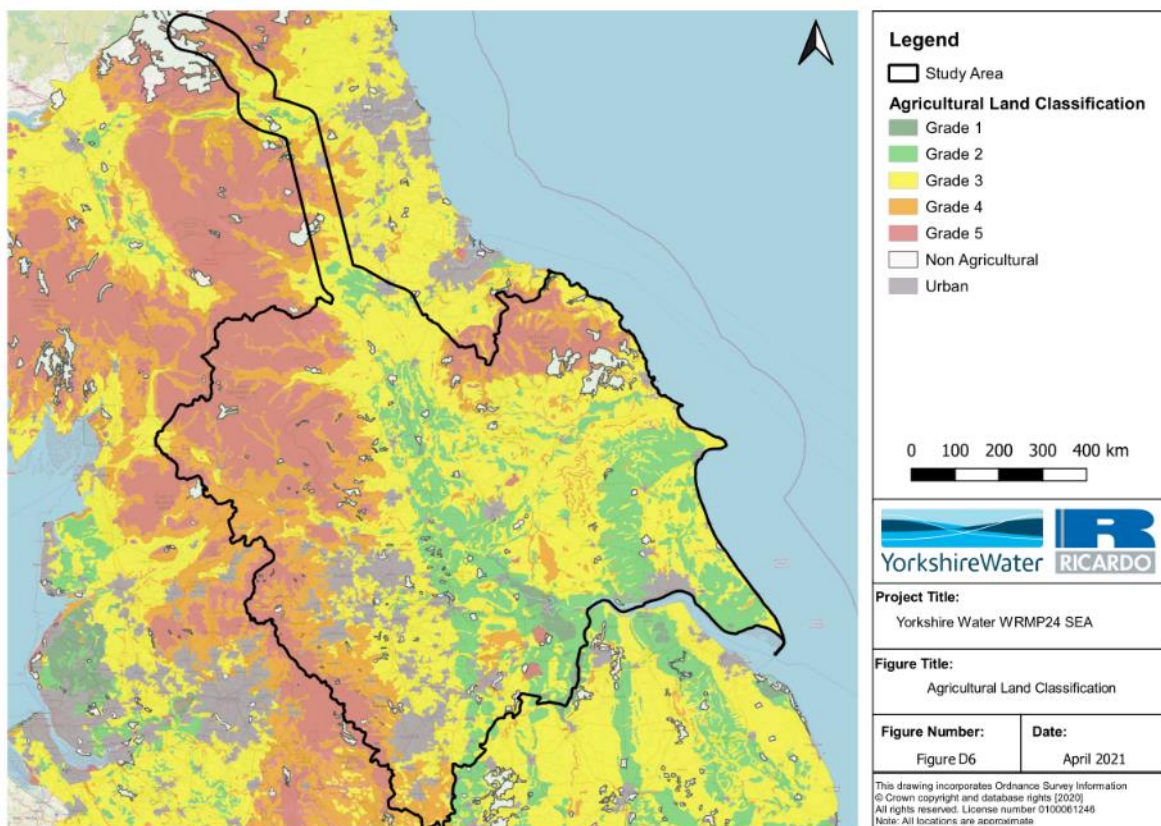 Legend
Study Area
Agricultural Land Classification
Grade 1
Grade 2
Grade 3
Grade 4
Grade 5
Non Agricultural
Urban
0 100 200 300 400 km
YorkshireWater
R
RICARDO
Project Title:
Yorkshire Water WRMP24 SEA
Figure Title:
Agricultural Land Classification
Figure Number:
Figure D6
Date:
April 2021
This drawing incorporates Ordnance Survey Information
© Crown copyright and database rights [2020]
All rights reserved. License number 0100061246
Note: All locations are approximate